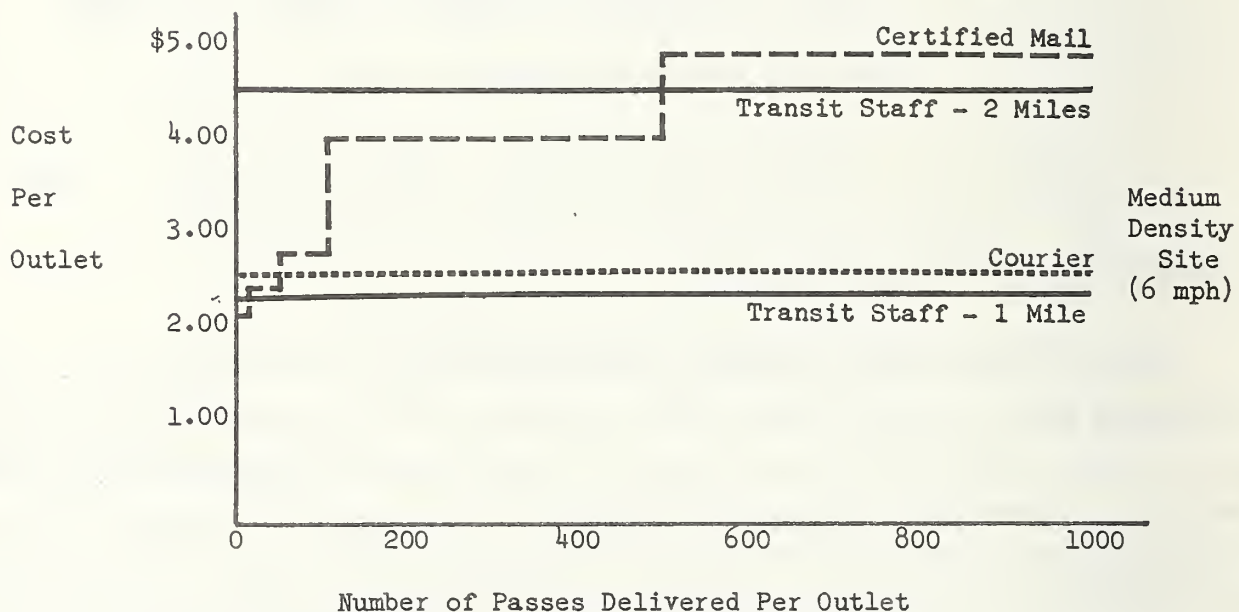 $5.00
Certified Mail
Transit Staff - 2 Miles
Cost
Per
Outlet
4.00
3.00
2.00
1.00
Courier
Transit Staff - 1 Mile
Medium
Density
Site
(6 mph)
0
200
400
600
800
1000
Number of Passes Delivered Per Outlet